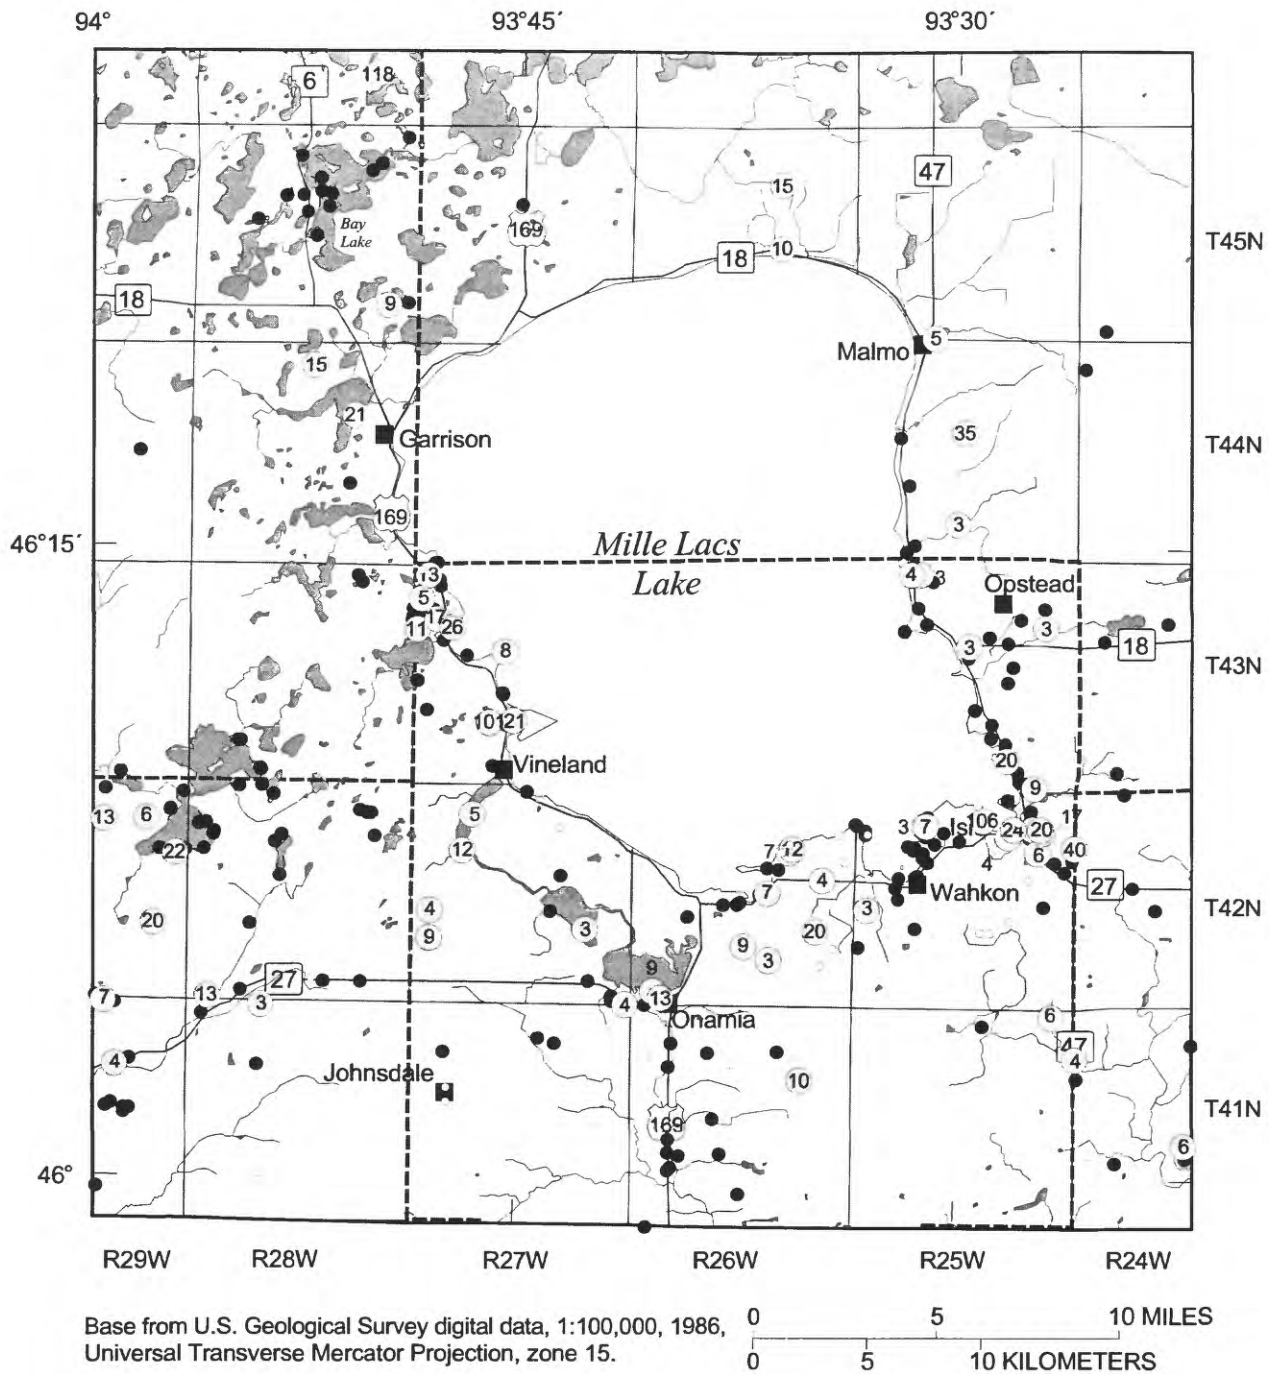 94° 93°45´ 93°30´
6 118
47
15
Bay
Lake
169
T45N
18 10
18 9
5
Malmo
15
21
Garrison
35
T44N
169
3
46°15´
Mille Lacs
Lake
13 4 3
Opstead
5
17
11 26 3
8 3 18
T43N
101 21
20
Vineland
9
13 6 5
3 7 106 17
24 20
22 12 7 12 4 6 40
4 27
Wahkon
7
20 4 3
3 20
T42N
9 9 3
9
27
7 13 3 4 13
Onamia
6
47
4 4
Johnsdale
10
T41N
169
6
46°
R29W R28W R27W R26W R25W R24W
0 5 10 MILES
Base from U.S. Geological Survey digital data, 1:100,000, 1986,
Universal Transverse Mercator Projection, zone 15.
0 5 10 KILOMETERS